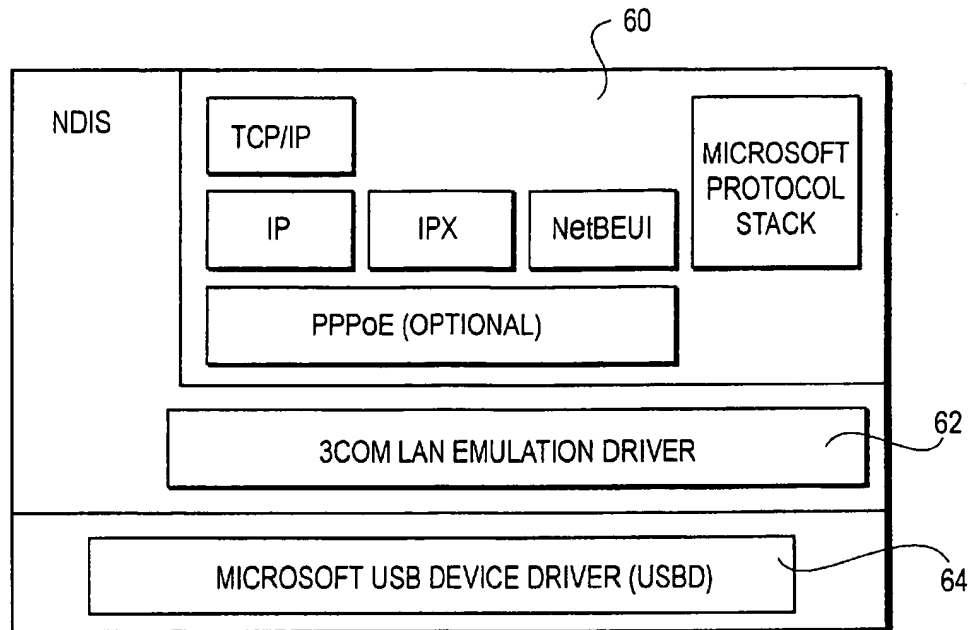 60
NDIS
TCP/IP
MICROSOFT
PROTOCOL
STACK
IP
IPX
NetBEUI
PPPoE (OPTIONAL)
62
3COM LAN EMULATION DRIVER
MICROSOFT USB DEVICE DRIVER (USBD)
64